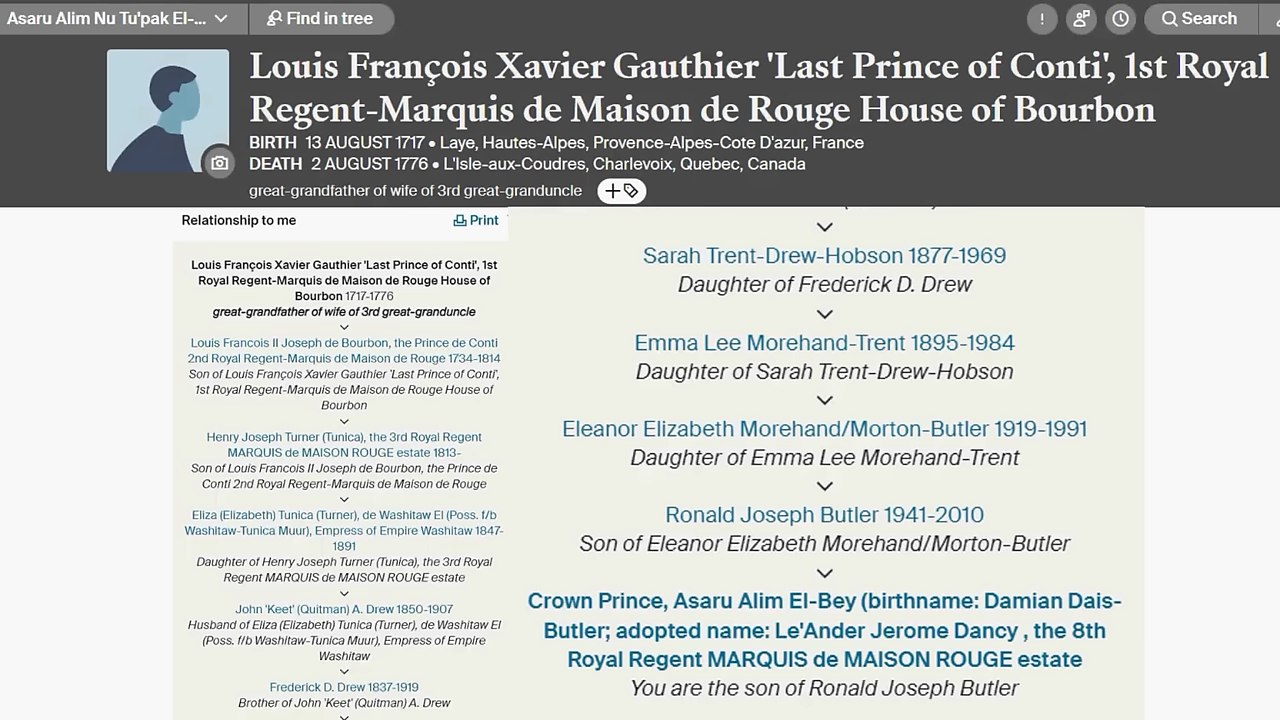 Asaru Alim Nu Tu'pak El-...
Find in tree
!
Search
Louis François Xavier Gauthier 'Last Prince of Conti', 1st Royal
Regent-Marquis de Maison de Rouge House of Bourbon
BIRTH 13 AUGUST 1717 • Laye, Hautes-Alpes, Provence-Alpes-Cote D'azur, France
DEATH 2 AUGUST 1776 • L'Isle-aux-Coudres, Charlevoix, Quebec, Canada
great-grandfather of wife of 3rd great-granduncle
Relationship to me
Print
Louis François Xavier Gauthier 'Last Prince of Conti', 1st
Royal Regent-Marquis de Maison de Rouge House of
Bourbon 1717-1776
great-grandfather of wife of 3rd great-granduncle
Louis Francois II Joseph de Bourbon, the Prince de Conti
2nd Royal Regent-Marquis de Maison de Rouge 1734-1814
Son of Louis François Xavier Gauthier 'Last Prince of Conti',
1st Royal Regent-Marquis de Maison de Rouge House of
Bourbon
Henry Joseph Turner (Tunica), the 3rd Royal Regent
MARQUIS de MAISON ROUGE estate 1813-
Son of Louis Francois II Joseph de Bourbon, the Prince de
Conti 2nd Royal Regent-Marquis de Maison de Rouge
Eliza (Elizabeth) Tunica (Turner), de Washitaw El (Poss. f/b
Washitaw-Tunica Muur), Empress of Empire Washitaw 1847-
1891
Daughter of Henry Joseph Turner (Tunica), the 3rd Royal
Regent MARQUIS de MAISON ROUGE estate
John 'Keet' (Quitman) A. Drew 1850-1907
Husband of Eliza (Elizabeth) Tunica (Turner), de Washitaw El
(Poss. f/b Washitaw-Tunica Muur), Empress of Empire
Washitaw
Frederick D. Drew 1837-1919
Brother of John 'Keet' (Quitman) A. Drew
Sarah Trent-Drew-Hobson 1877-1969
Daughter of Frederick D. Drew
Emma Lee Morehand-Trent 1895-1984
Daughter of Sarah Trent-Drew-Hobson
Eleanor Elizabeth Morehand/Morton-Butler 1919-1991
Daughter of Emma Lee Morehand-Trent
Ronald Joseph Butler 1941-2010
Son of Eleanor Elizabeth Morehand/Morton-Butler
Crown Prince, Asaru Alim El-Bey (birthname: Damian Dais-
Butler; adopted name: Le'Ander Jerome Dancy , the 8th
Royal Regent MARQUIS de MAISON ROUGE estate
You are the son of Ronald Joseph Butler